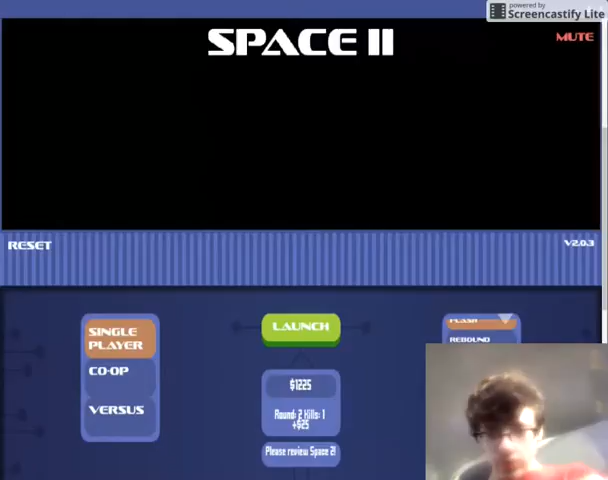 powered by
Screencastify Lite
SPACE II
MUTE
RESET
V2.0.3
SINGLE
PLAYER
CO-OP
VERSUS
LAUNCH
$1225
Round: 2 Kills: 1
+$25
Please review Space 2!
FLASH
REBOUND